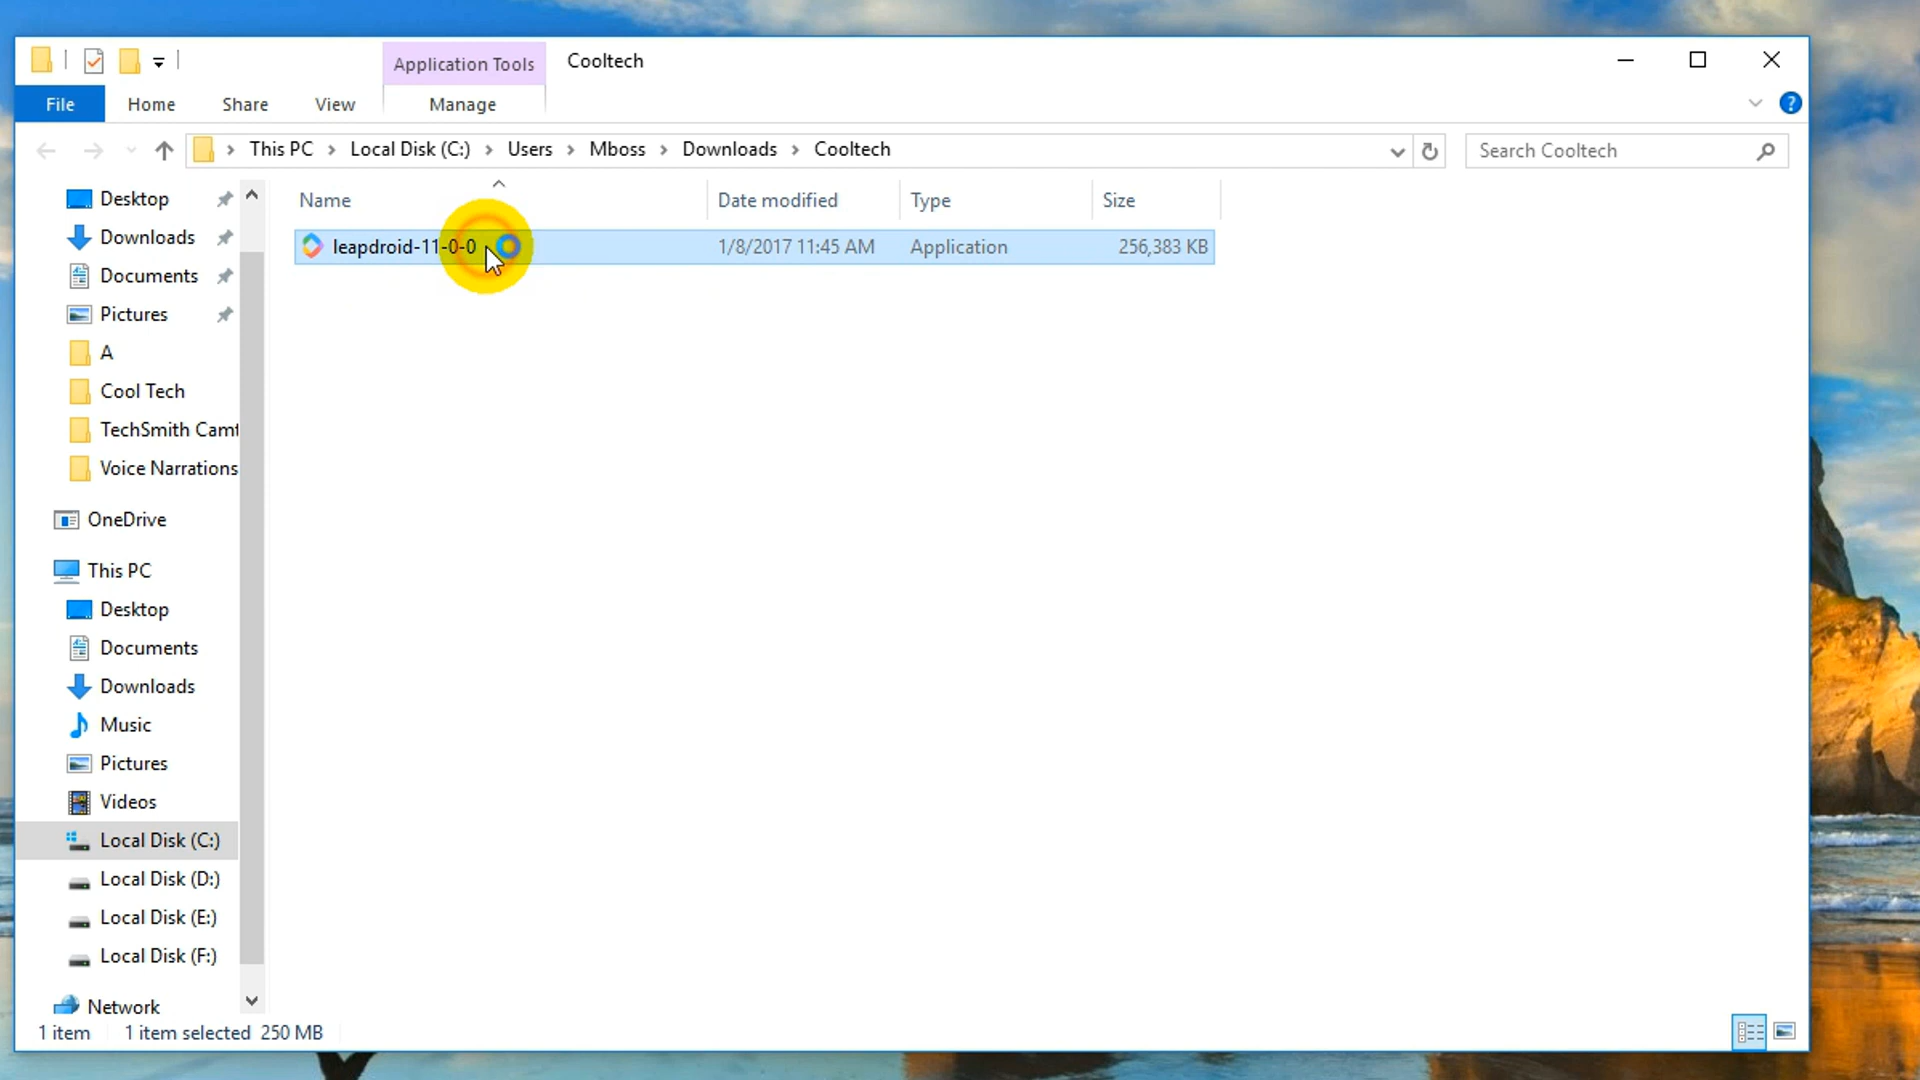 Application Tools
Cooltech
File
Home
Share
View
Manage
?
This PC
Local Disk (C:)
Users
Mboss
Downloads
Cooltech
Search Cooltech
Name
Date modified
Type
Size
leapdroid-11-0-0
1/8/2017 11:45 AM
Application
256,383 KB
Desktop
Downloads
Documents
Pictures
A
Cool Tech
TechSmith Camt
Voice Narrations
OneDrive
This PC
Desktop
Documents
Downloads
Music
Pictures
Videos
Local Disk (C:)
Local Disk (D:)
Local Disk (E:)
Local Disk (F:)
Network
1 item
1 item selected 250 MB